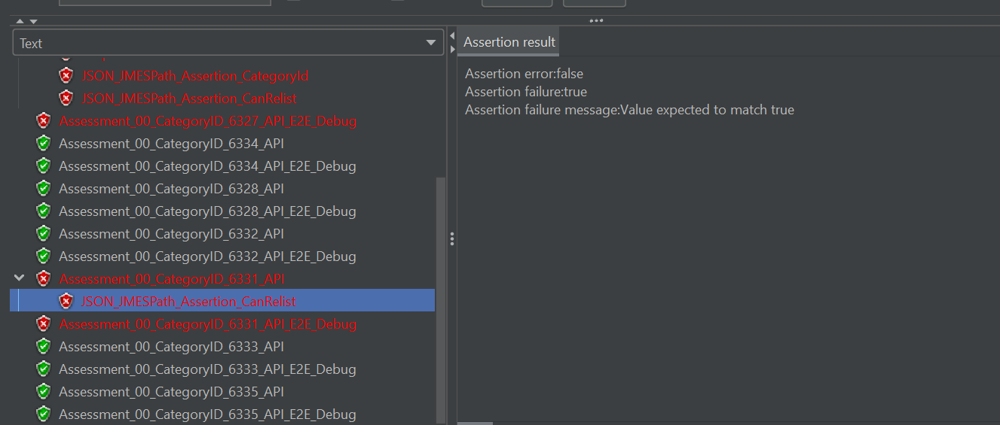 Text
Assertion result
Assertion error:false
Assertion failure:true
Assertion failure message:Value expected to match true
JSON_JMESPath_Assertion_CategoryId
JSON_JMESPath_Assertion_CanRelist
Assessment_00_CategoryID_6327_API_E2E_Debug
Assessment_00_CategoryID_6334_API
Assessment_00_CategoryID_6334_API_E2E_Debug
Assessment_00_CategoryID_6328_API
Assessment_00_CategoryID_6328_API_E2E_Debug
Assessment_00_CategoryID_6332_API
Assessment_00_CategoryID_6332_API_E2E_Debug
Assessment_00_CategoryID_6331_API
JSON_JMESPath_Assertion_CanRelist
Assessment_00_CategoryID_6331_API_E2E_Debug
Assessment_00_CategoryID_6333_API
Assessment_00_CategoryID_6333_API_E2E_Debug
Assessment_00_CategoryID_6335_API
Assessment_00_CategoryID_6335_API_E2E_Debug